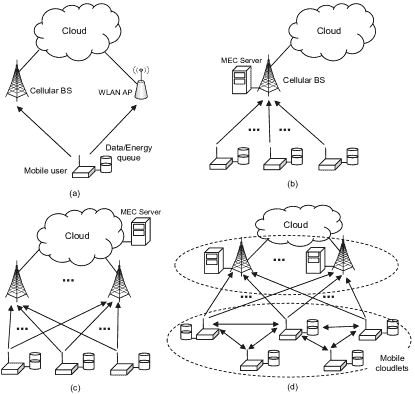 Cloud
Cloud
MEC Server
Cellular BS
WLAN AP
Cellular BS
Data/Energy
queue
Mobile user
(a)
(b)
MEC Server
Cloud
Cloud
Mobile
cloudlets
(c)
(d)